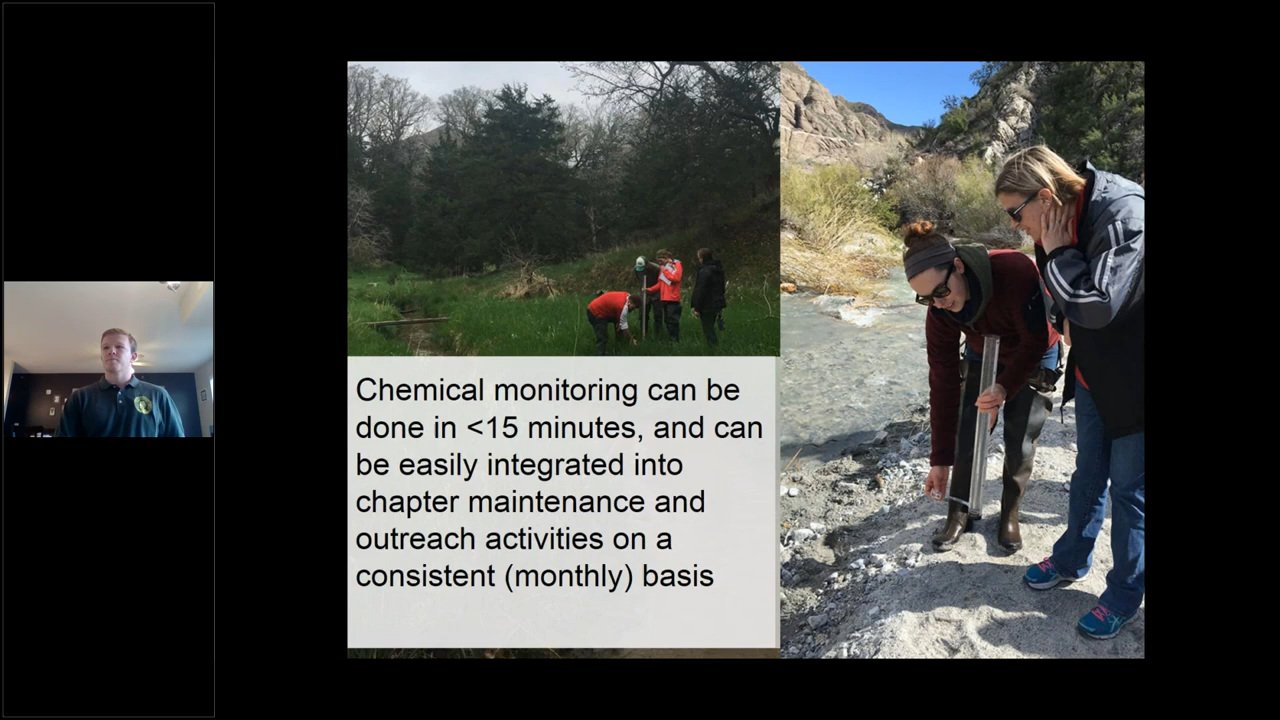 Chemical monitoring can be
done in <15 minutes, and can
be easily integrated into
chapter maintenance and
outreach activities on a
consistent (monthly) basis